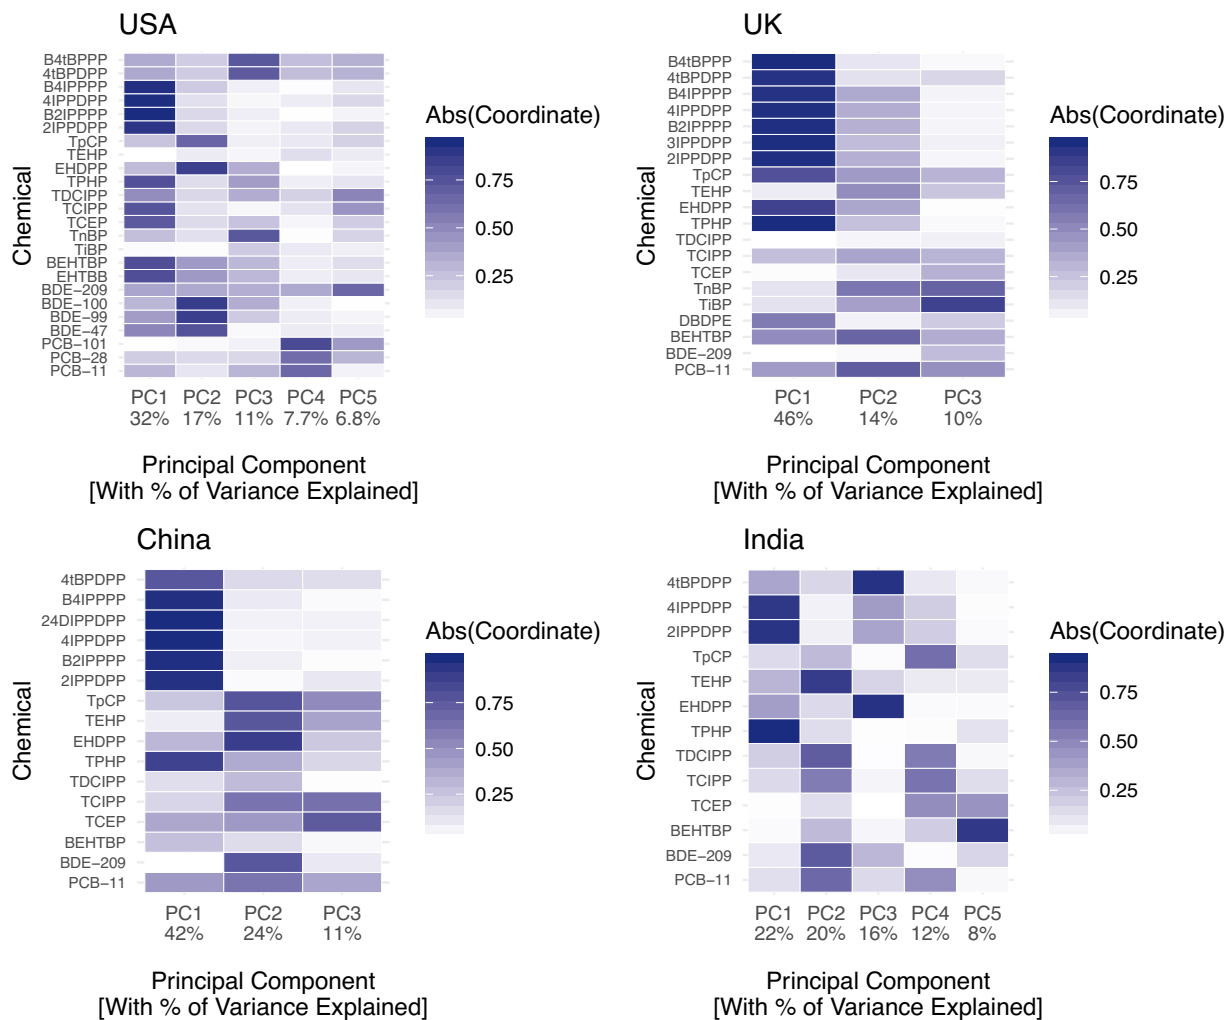 USA
B4tBPPP
4tBPDPP
B4IPPPP
4IPPDPP
B2IPPPP
2IPPDPP
TpCP
TEHP
EHDPP
TPHP
TDCIPP
TCIPP
TCEP
TnBP
TiBP
BEHTBP
EHTBB
BDE−209
BDE−100
BDE−99
BDE−47
PCB−101
PCB−28
PCB−11
Chemical
PC1 PC2 PC3 PC4 PC5
32% 17% 11% 7.7% 6.8%
Principal Component
[With % of Variance Explained]
Abs(Coordinate)
0.75
0.50
0.25
UK
B4tBPPP
4tBPDPP
B4IPPPP
4IPPDPP
B2IPPPP
3IPPDPP
2IPPDPP
TpCP
TEHP
EHDPP
TPHP
TDCIPP
TCIPP
TCEP
TnBP
TiBP
DBDPE
BEHTBP
BDE−209
PCB−11
Chemical
PC1 PC2 PC3
46% 14% 10%
Principal Component
[With % of Variance Explained]
Abs(Coordinate)
0.75
0.50
0.25
China
4tBPDPP
B4IPPPP
24DIPPDPP
4IPPDPP
B2IPPPP
2IPPDPP
TpCP
TEHP
EHDPP
TPHP
TDCIPP
TCIPP
TCEP
BEHTBP
BDE−209
PCB−11
Chemical
PC1 PC2 PC3
42% 24% 11%
Principal Component
[With % of Variance Explained]
Abs(Coordinate)
0.75
0.50
0.25
India
4tBPDPP
4IPPDPP
2IPPDPP
TpCP
TEHP
EHDPP
TPHP
TDCIPP
TCIPP
TCEP
BEHTBP
BDE−209
PCB−11
Chemical
PC1 PC2 PC3 PC4 PC5
22% 20% 16% 12% 8%
Principal Component
[With % of Variance Explained]
Abs(Coordinate)
0.75
0.50
0.25